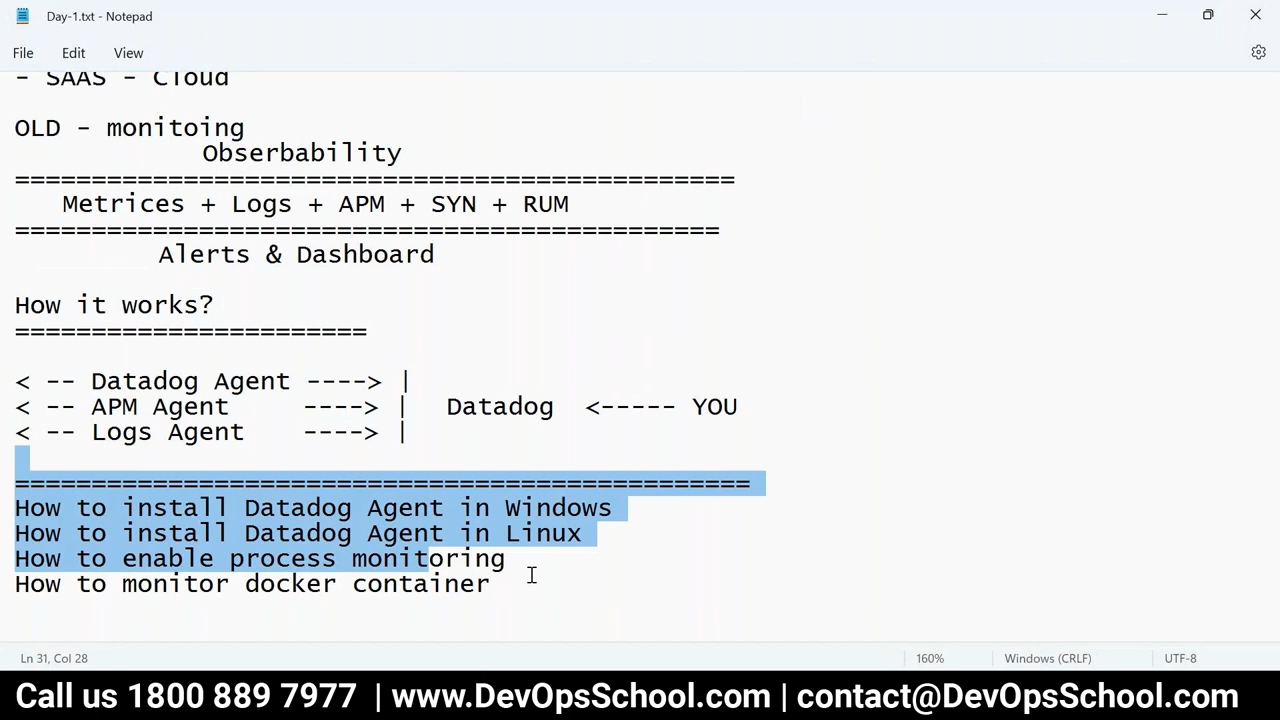 Day-1.txt - Notepad
File Edit View
- SAAS - Cloud
OLD - monitoing
Obserbability
===============================================
Metrices + Logs + APM + SYN + RUM
==============================================
Alerts & Dashboard
How it works?
=======================
< -- Datadog Agent ----> |
< -- APM Agent ----> | Datadog <----- YOU
< -- Logs Agent ----> |
================================================
How to install Datadog Agent in Windows
How to install Datadog Agent in Linux
How to enable process monitoring
How to monitor docker container
Ln 31, Col 28 160% Windows (CRLF) UTF-8
Call us 1800 889 7977 | www.DevOpsSchool.com | contact@DevOpsSchool.com